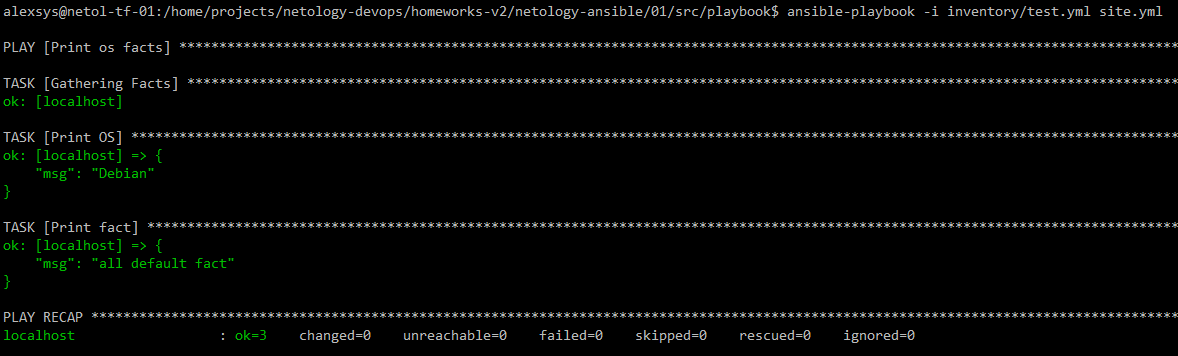 alexsys@netol-tf-01:/home/projects/netology-devops/homeworks-v2/netology-ansible/01/src/playbook$ ansible-playbook -i inventory/test.yml site.yml
PLAY [Print os facts] ****************************************************************************************************************************
TASK [Gathering Facts] ***************************************************************************************************************************
ok: [localhost]
TASK [Print OS] **********************************************************************************************************************************
ok: [localhost] => {
    "msg": "Debian"
}
TASK [Print fact] ********************************************************************************************************************************
ok: [localhost] => {
    "msg": "all default fact"
}
PLAY RECAP ***************************************************************************************************************************************
localhost                  : ok=3    changed=0    unreachable=0    failed=0    skipped=0    rescued=0    ignored=0